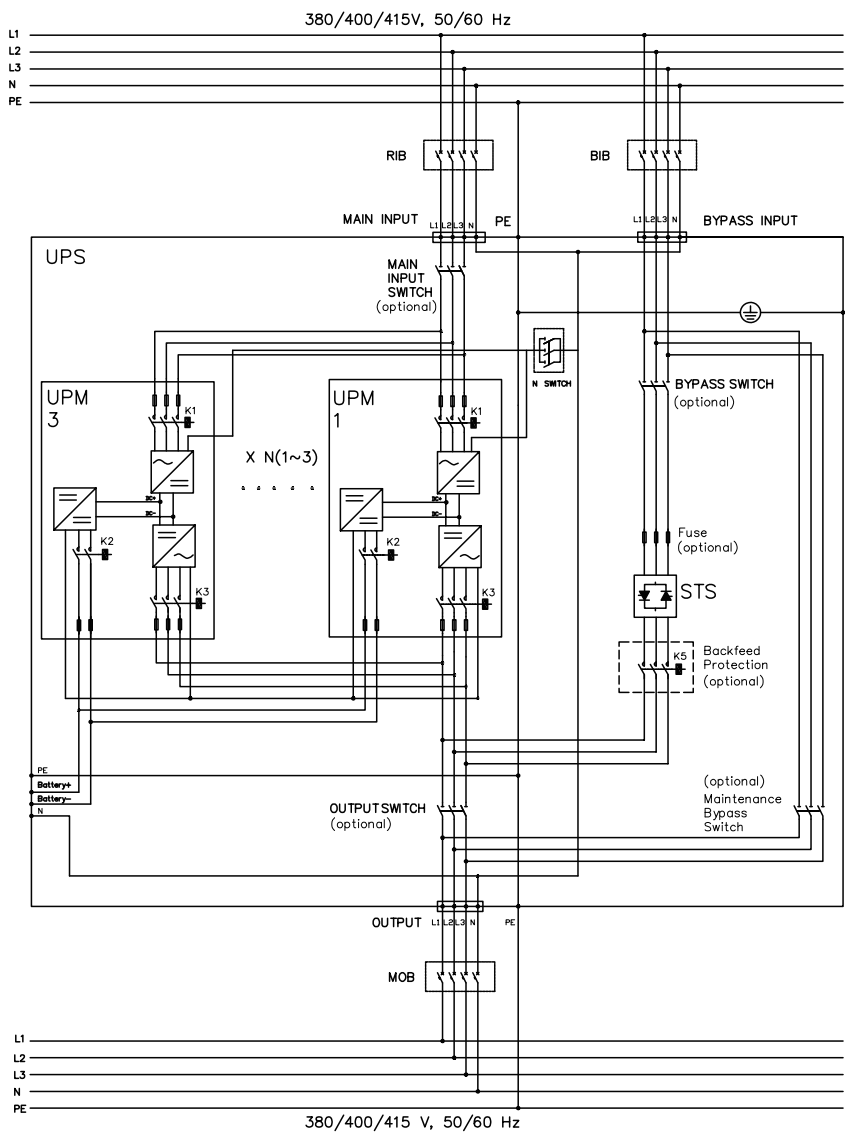 380/400/415V, 50/60 Hz
L1
L2
L3
N
PE
RIB
BIB
MAIN INPUT
L1 L2 L3 N
PE
L1 L2 L3 N
BYPASS INPUT
UPS
MAIN
INPUT
SWITCH
(optional)
N SWITCH
UPM
3
K1
UPM
1
K1
BYPASS SWITCH
(optional)
X N(1~3)
DC+
DC-
DC+
DC-
K2
K2
Fuse
(optional)
K3
K3
STS
K5
Backfeed
Protection
(optional)
PE
Battery+
Battery-
N
OUTPUT SWITCH
(optional)
(optional)
Maintenance
Bypass
Switch
OUTPUT
L1 L2 L3 N
PE
MOB
L1
L2
L3
N
PE
380/400/415 V, 50/60 Hz